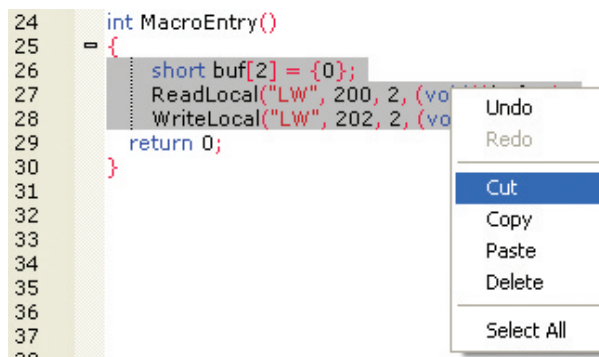 24 int MacroEntry()
25 {
26 short buf[2] = {0};
27 ReadLocal("LW", 200, 2, (vo
28 WriteLocal("LW", 202, 2, (vo
29 return 0;
30 }
31
32
33
34
35
36
37
Undo
Redo
Cut
Copy
Paste
Delete
Select All